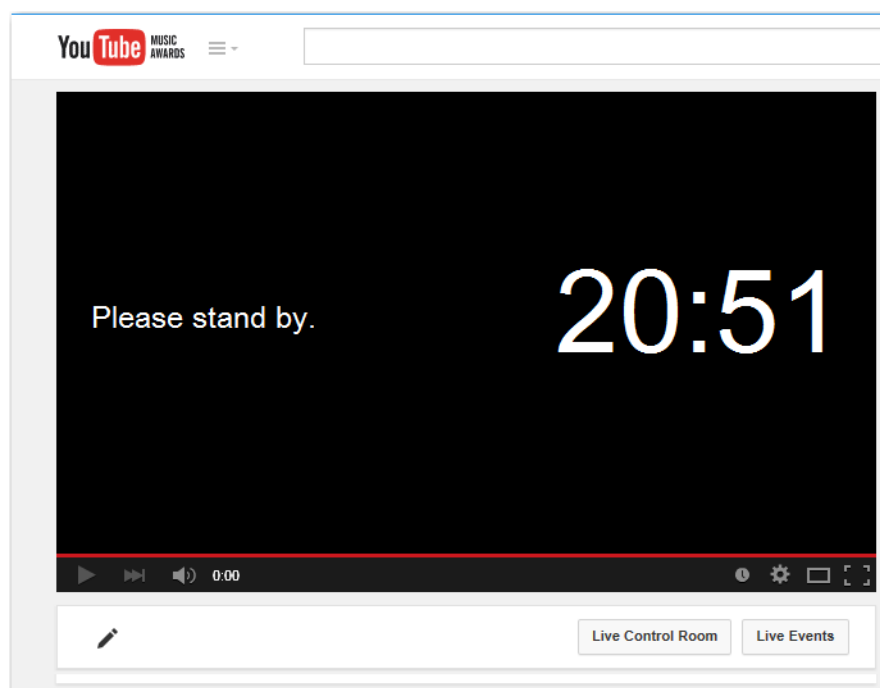 YouTube MUSIC AWARDS
Please stand by.
20:51
0:00
Live Control Room
Live Events